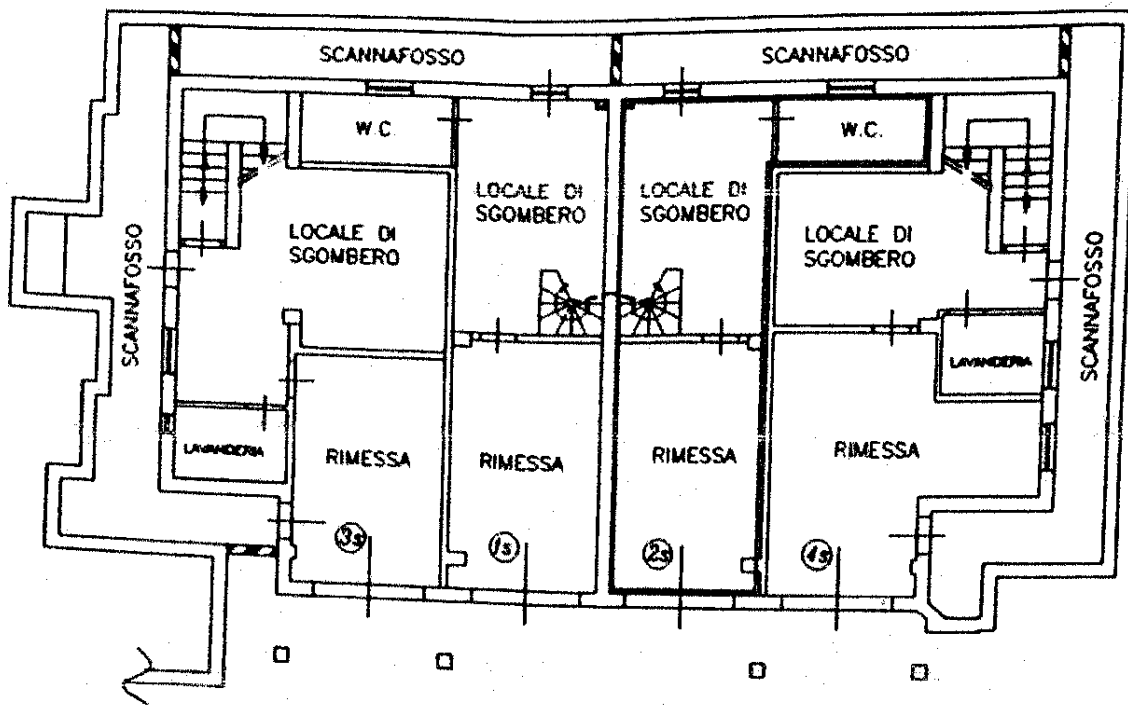 SCANNAFOSSO
SCANNAFOSSO
W.C.
W.C.
LOCALE DI
SGOMBERO
LOCALE DI
SGOMBERO
LOCALE DI
SGOMBERO
LOCALE DI
SGOMBERO
SCANNAFOSSO
SCANNAFOSSO
LAVANDERIA
LAVANDERIA
RIMESSA
RIMESSA
RIMESSA
RIMESSA
3s
1s
2s
4s